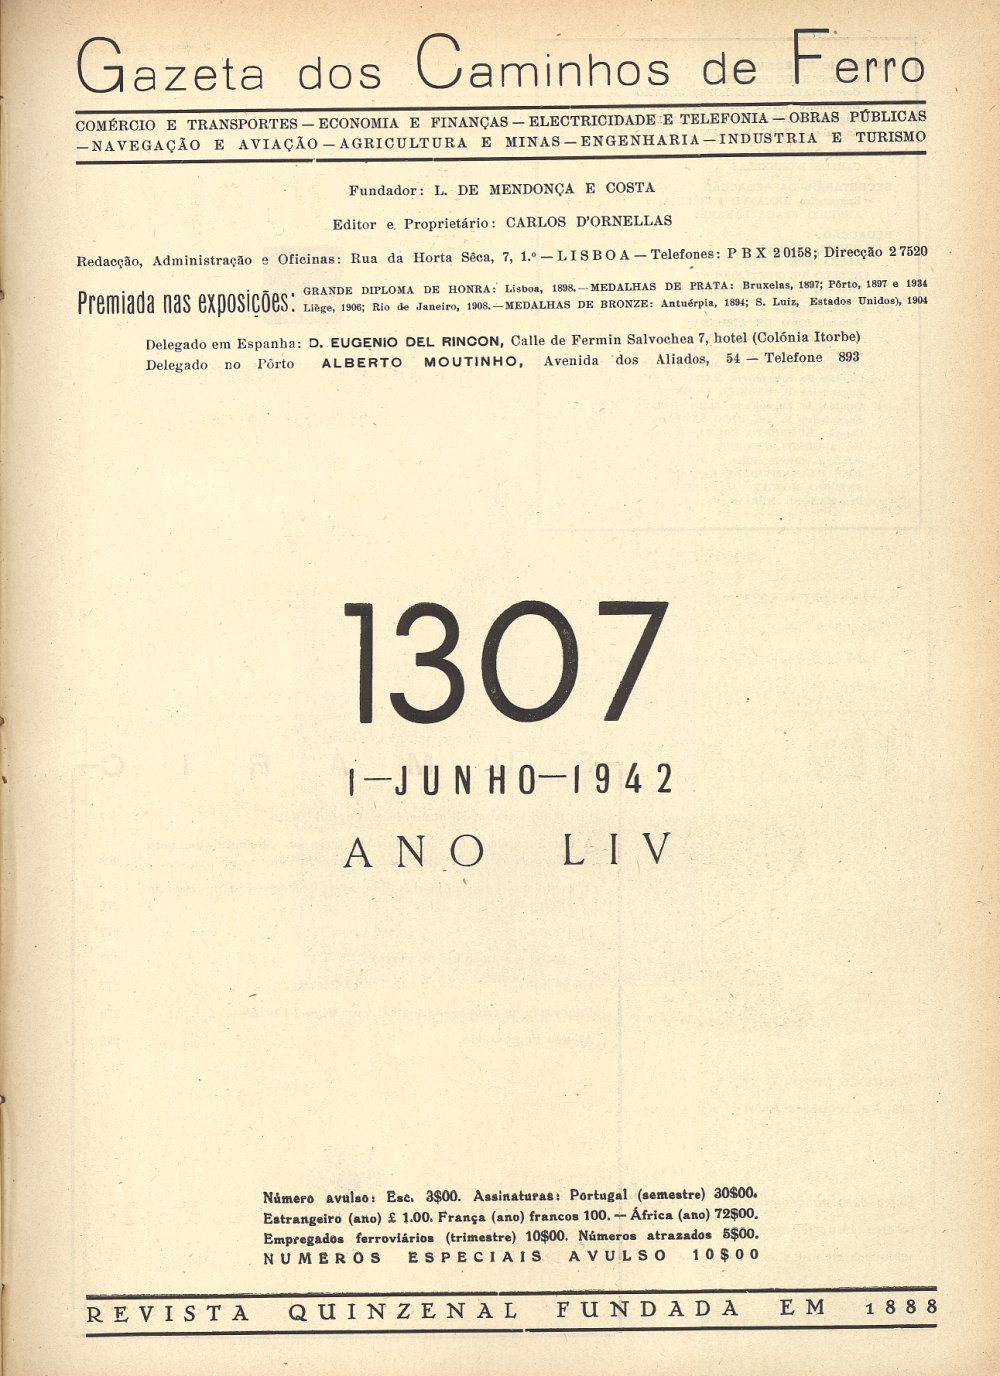 Gazeta dos Caminhos de Ferro
COMÉRCIO E TRANSPORTES — ECONOMIA E FINANÇAS — ELECTRICIDADE E TELEFONIA — OBRAS PÚBLICAS
— NAVEGAÇÃO E AVIAÇÃO — AGRICULTURA E MINAS — ENGENHARIA — INDUSTRIA E TURISMO
Fundador: L. DE MENDONÇA E COSTA
Editor e Proprietário: CARLOS D'ORNELLAS
Redacção, Administração e Oficinas: Rua da Horta Sêca, 7, 1.º — LISBOA — Telefones: P B X 2 0158; Direcção 2 7520
Premiada nas exposições: GRANDE DIPLOMA DE HONRA: Lisboa, 1898. — MEDALHAS DE PRATA: Bruxelas, 1897; Pôrto, 1897 e 1934
Liège, 1906; Rio de Janeiro, 1908. — MEDALHAS DE BRONZE: Antuérpia, 1894; S. Luiz, Estados Unidos), 1904
Delegado em Espanha: D. EUGENIO DEL RINCON, Calle de Fermin Salvochea 7, hotel (Colónia Itorbe)
Delegado no Pôrto ALBERTO MOUTINHO, Avenida dos Aliados, 54 — Telefone 893
1307
1—JUNHO—1942
ANO LIV
Número avulso: Esc. 3$00. Assinaturas: Portugal (semestre) 30$00.
Estrangeiro (ano) £ 1.00. França (ano) francos 100. — África (ano) 72$00.
Empregados ferroviários (trimestre) 10$00. Números atrazados 5$00.
NUMEROS ESPECIAIS AVULSO 10$00
REVISTA QUINZENAL FUNDADA EM 1888